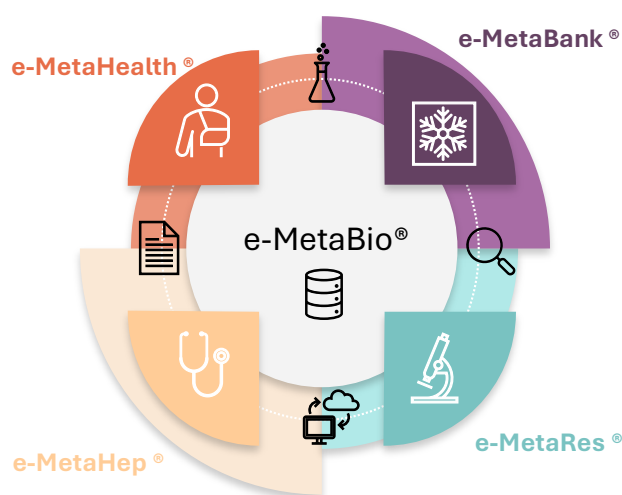 e-MetaBank ®
e-MetaHealth ®
e-MetaBio®
e-MetaRes ®
e-MetaHep ®